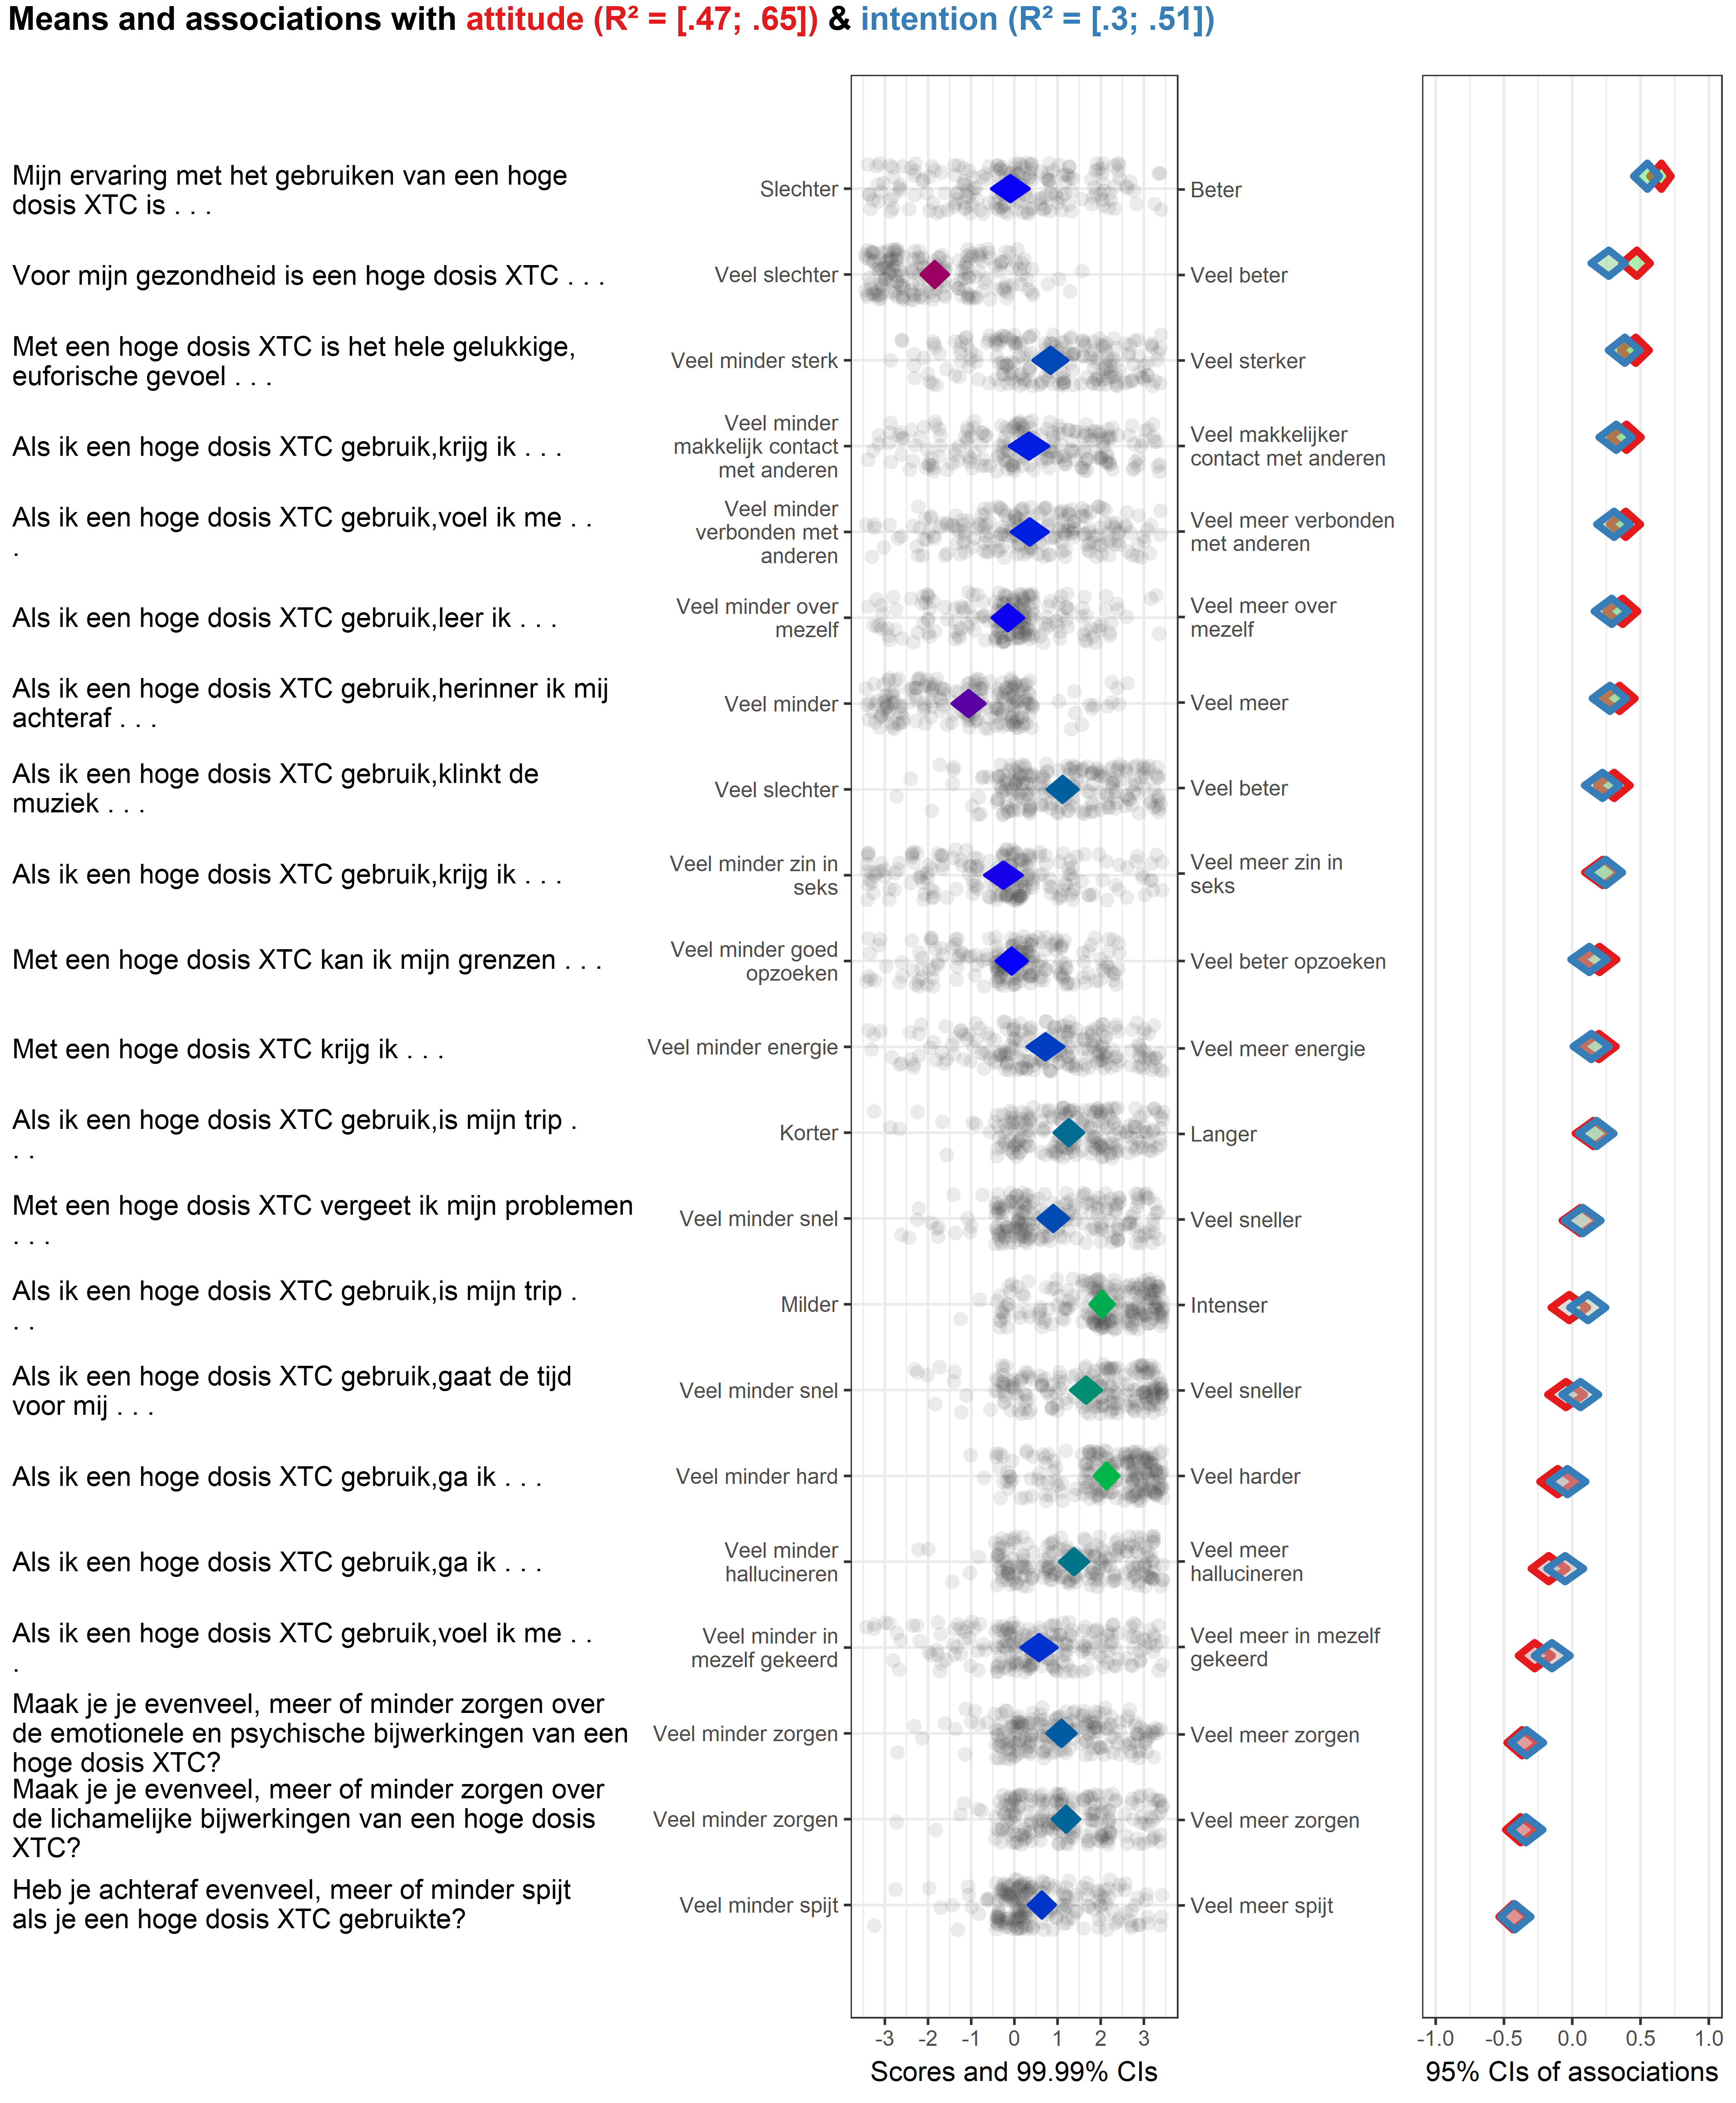 Means and associations with attitude (R² = [.47; .65]) & intention (R² = [.3; .51])
Mijn ervaring met het gebruiken van een hoge
dosis XTC is . . .
Slechter
Beter
Voor mijn gezondheid is een hoge dosis XTC . . .
Veel slechter
Veel beter
Met een hoge dosis XTC is het hele gelukkige,
euforische gevoel . . .
Veel minder sterk
Veel sterker
Als ik een hoge dosis XTC gebruik,krijg ik . . .
Veel minder
makkelijk contact
met anderen
Veel makkelijker
contact met anderen
Als ik een hoge dosis XTC gebruik,voel ik me . .
.
Veel minder
verbonden met
anderen
Veel meer verbonden
met anderen
Als ik een hoge dosis XTC gebruik,leer ik . . .
Veel minder over
mezelf
Veel meer over
mezelf
Als ik een hoge dosis XTC gebruik,herinner ik mij
achteraf . . .
Veel minder
Veel meer
Als ik een hoge dosis XTC gebruik,klinkt de
muziek . . .
Veel slechter
Veel beter
Als ik een hoge dosis XTC gebruik,krijg ik . . .
Veel minder zin in
seks
Veel meer zin in
seks
Met een hoge dosis XTC kan ik mijn grenzen . . .
Veel minder goed
opzoeken
Veel beter opzoeken
Met een hoge dosis XTC krijg ik . . .
Veel minder energie
Veel meer energie
Als ik een hoge dosis XTC gebruik,is mijn trip .
. .
Korter
Langer
Met een hoge dosis XTC vergeet ik mijn problemen
. . .
Veel minder snel
Veel sneller
Als ik een hoge dosis XTC gebruik,is mijn trip .
. .
Milder
Intenser
Als ik een hoge dosis XTC gebruik,gaat de tijd
voor mij . . .
Veel minder snel
Veel sneller
Als ik een hoge dosis XTC gebruik,ga ik . . .
Veel minder hard
Veel harder
Als ik een hoge dosis XTC gebruik,ga ik . . .
Veel minder
hallucineren
Veel meer
hallucineren
Als ik een hoge dosis XTC gebruik,voel ik me . .
.
Veel minder in
mezelf gekeerd
Veel meer in mezelf
gekeerd
Maak je je evenveel, meer of minder zorgen over
de emotionele en psychische bijwerkingen van een
hoge dosis XTC?
Veel minder zorgen
Veel meer zorgen
Maak je je evenveel, meer of minder zorgen over
de lichamelijke bijwerkingen van een hoge dosis
XTC?
Veel minder zorgen
Veel meer zorgen
Heb je achteraf evenveel, meer of minder spijt
als je een hoge dosis XTC gebruikte?
Veel minder spijt
Veel meer spijt
-3 -2 -1 0 1 2 3
Scores and 99.99% CIs
-1.0 -0.5 0.0 0.5 1.0
95% CIs of associations